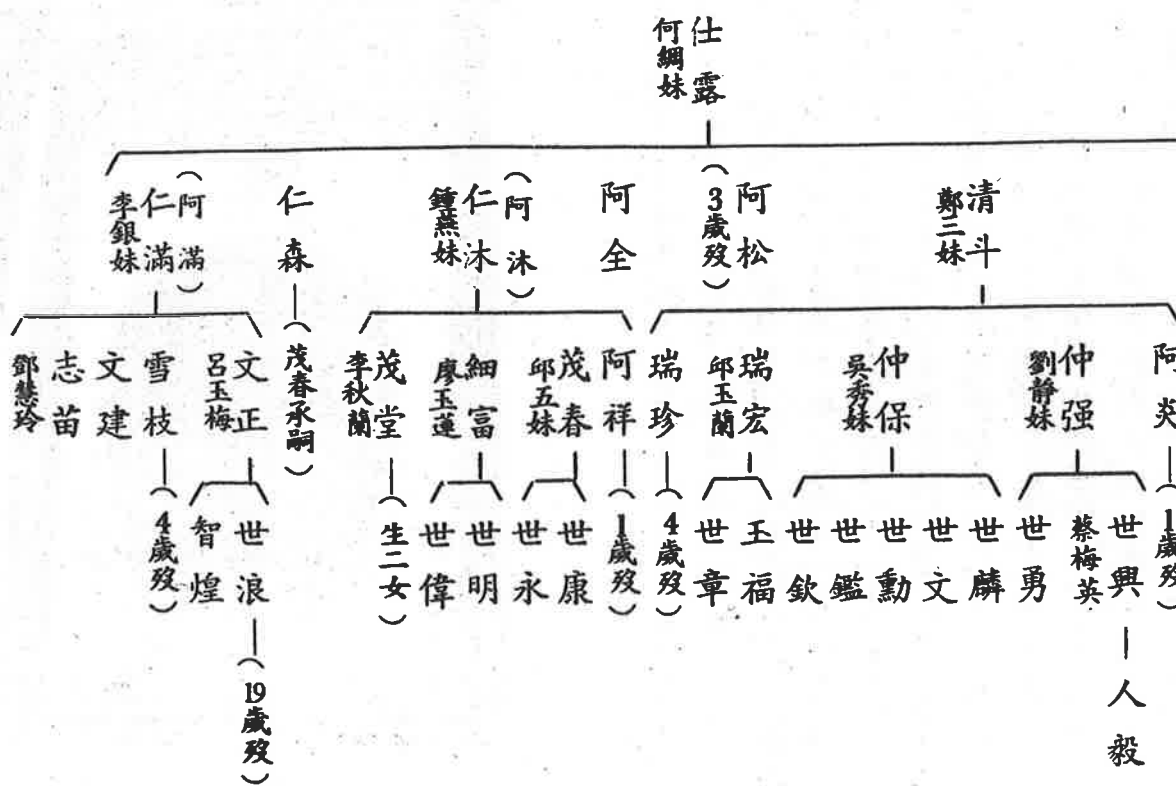 仕露
何綢妹
清斗
鄭三妹
阿松
(3歲歿)
阿全
(阿沐)
仁沐
鍾燕妹
仁森
(阿滿)
仁滿
李銀妹
阿炎
仲强
劉靜妹
仲保
吳秀妹
瑞宏
邱玉蘭
瑞珍
阿祥
茂春
邱五妹
細富
廖玉蓮
茂堂
李秋蘭
(茂春承嗣)
文正
呂玉梅
雪枝
文建
志苗
鄧慧玲
(1歲歿)
世興
蔡梅英
世勇
世麟
世文
世勳
世鑑
世欽
玉福
世章
(4歲歿)
(1歲歿)
世康
世永
世明
世偉
(生二女)
世浪
智煌
(4歲歿)
人毅
(19歲歿)